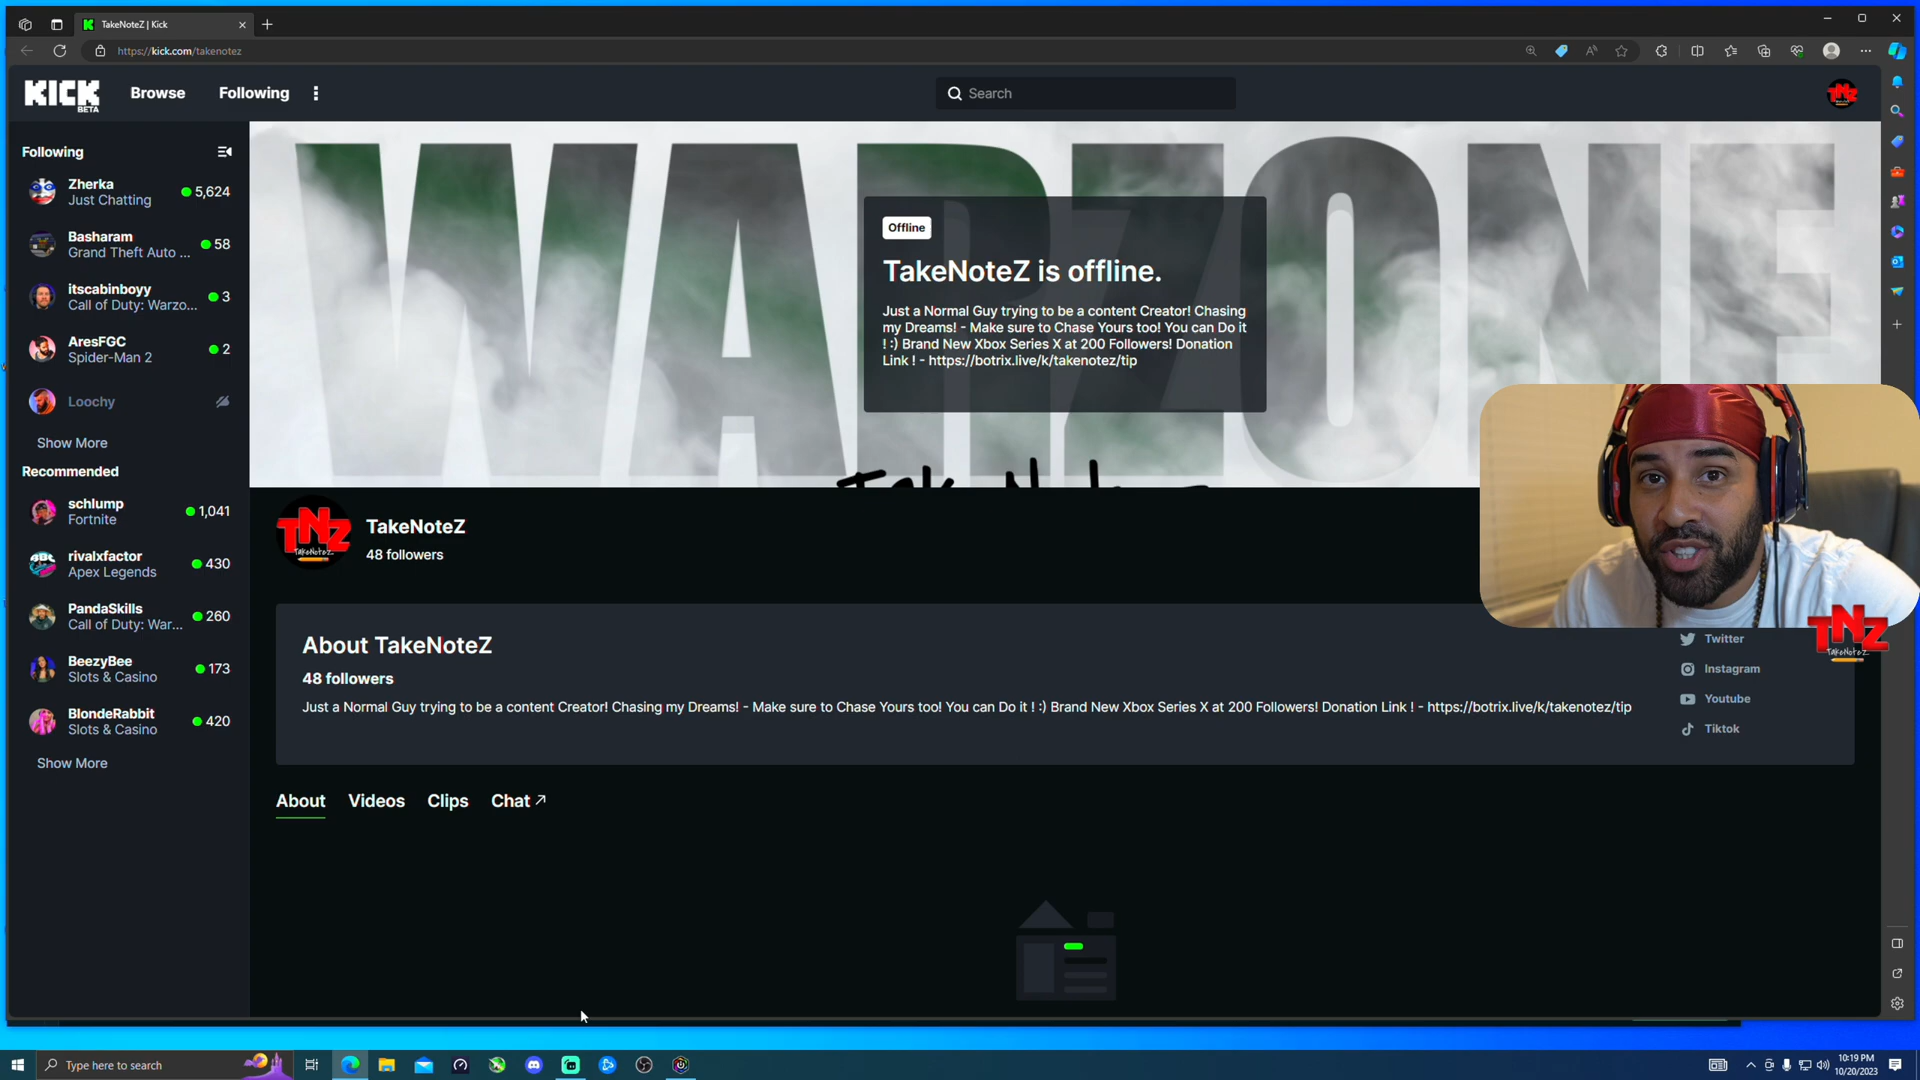 TakeNoteZ | Kick
https://kick.com/takenotez
KICK
BETA
Browse
Following
Search
TNZ
Following
Zherka
Just Chatting
5,624
Basharam
Grand Theft Auto ...
58
itscabinboyy
Call of Duty: Warzo...
3
AresFGC
Spider-Man 2
2
Loochy
Show More
Recommended
schlump
Fortnite
1,041
rivalxfactor
Apex Legends
430
PandaSkills
Call of Duty: War...
260
BeezyBee
Slots & Casino
173
BlondeRabbit
Slots & Casino
420
Show More
WARZONE
Offline
TakeNoteZ is offline.
Just a Normal Guy trying to be a content Creator! Chasing
my Dreams! - Make sure to Chase Yours too! You can Do it
! :) Brand New Xbox Series X at 200 Followers! Donation
Link ! - https://botrix.live/k/takenotez/tip
TNZ
TakeNoteZ
TakeNoteZ
48 followers
About TakeNoteZ
48 followers
Just a Normal Guy trying to be a content Creator! Chasing my Dreams! - Make sure to Chase Yours too! You can Do it ! :) Brand New Xbox Series X at 200 Followers! Donation Link ! - https://botrix.live/k/takenotez/tip
Twitter
Instagram
Youtube
Tiktok
TNZ
TakeNoteZ
About
Videos
Clips
Chat
Type here to search
10:19 PM
10/20/2023